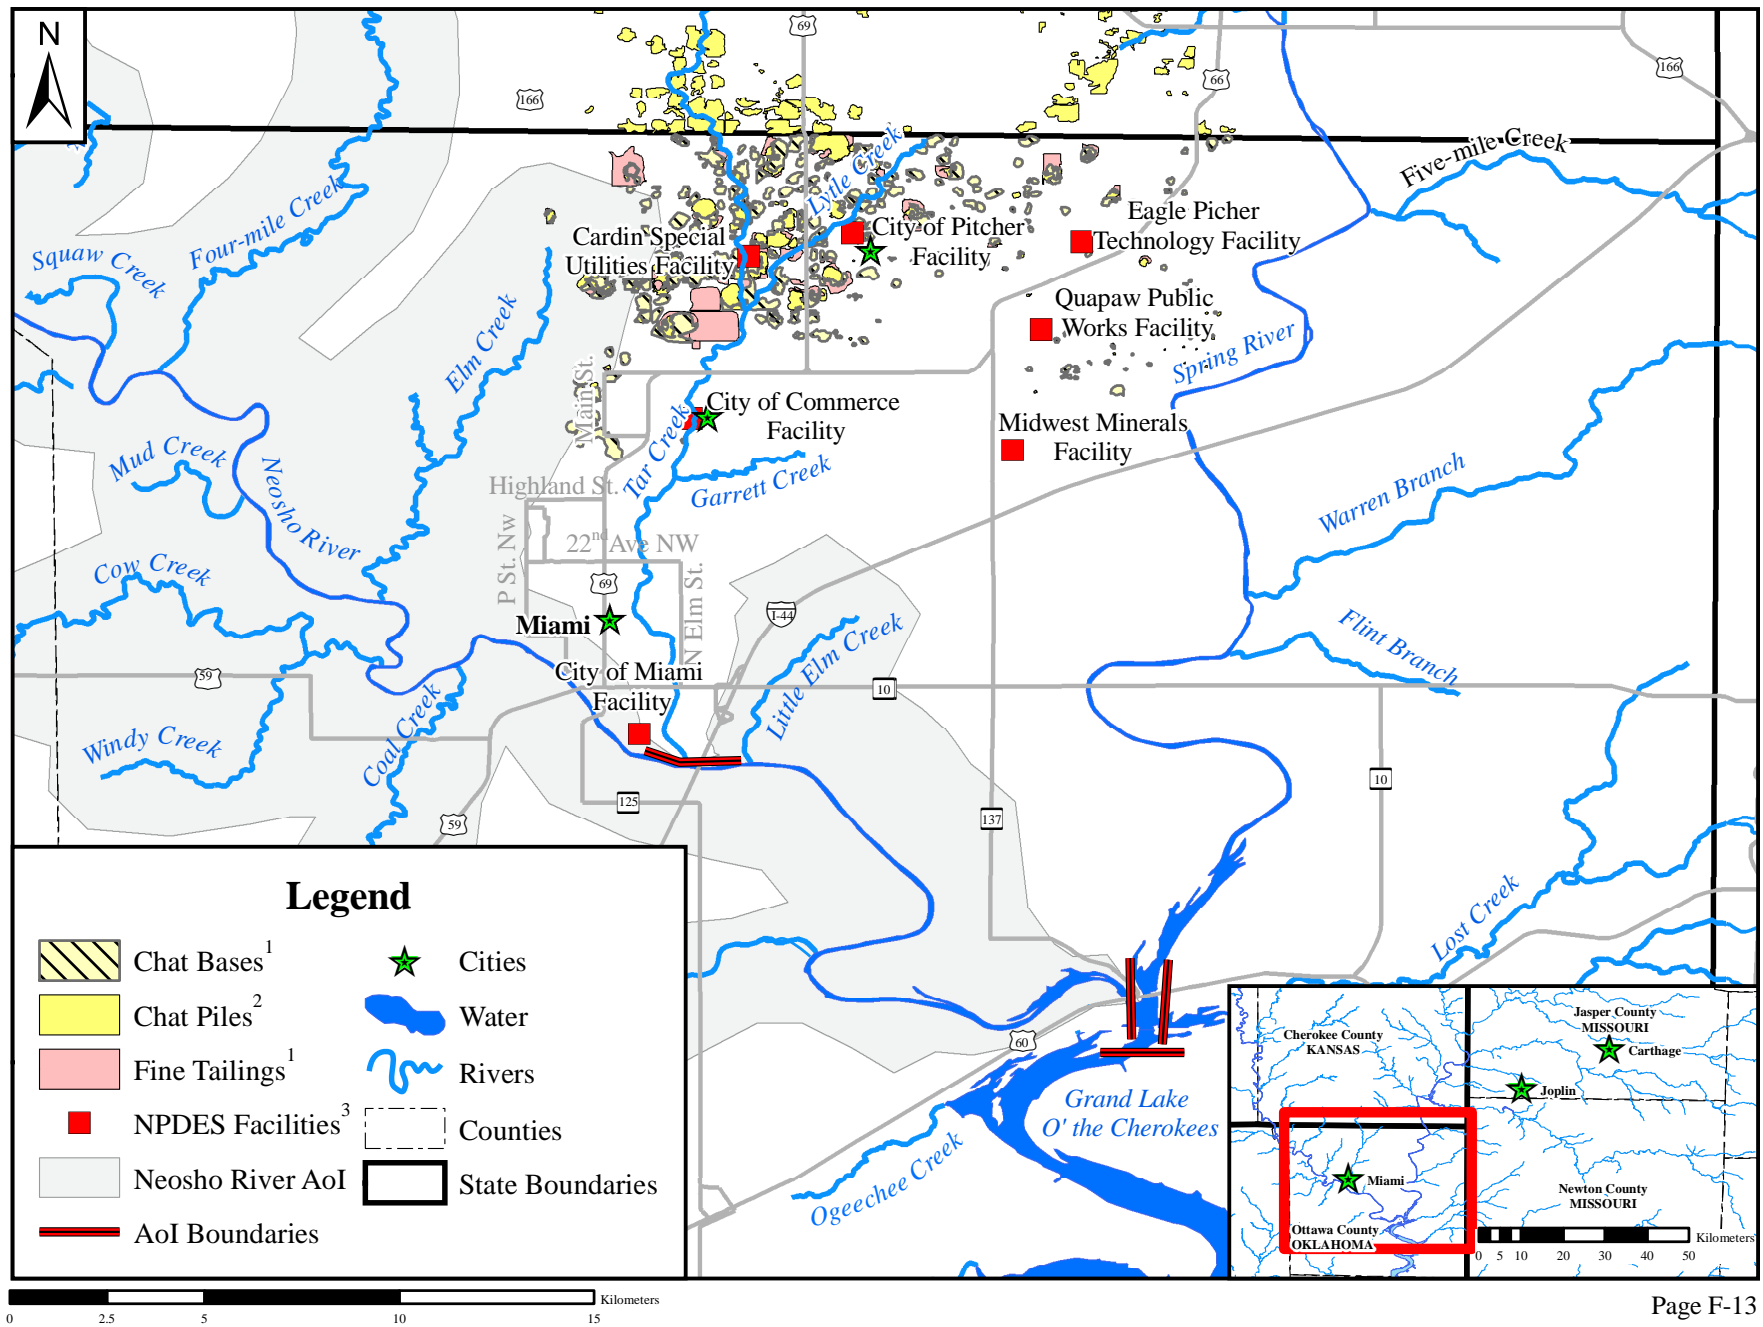 N
69
166
66
166
Five-mile Creek
Lytle Creek
Four-mile Creek
Squaw Creek
Eagle Picher
Technology Facility
City of Pitcher
Facility
Cardin Special
Utilities Facility
Quapaw Public
Works Facility
Spring River
Elm Creek
Main St.
City of Commerce
Facility
Midwest Minerals
Facility
Tar Creek
Mud Creek
Neosho River
Garrett Creek
Highland St.
Warren Branch
22nd Ave NW
P St. Nw
N Elm St.
Cow Creek
69
I-44
Miami
Little Elm Creek
Flint Branch
City of Miami
Facility
59
10
Coal Creek
Windy Creek
10
125
59
137
Lost Creek
60
Grand Lake
O' the Cherokees
Ogeechee Creek
Legend
Chat Bases1
Chat Piles2
Fine Tailings1
NPDES Facilities3
Neosho River AoI
AoI Boundaries
Cities
Water
Rivers
Counties
State Boundaries
Cherokee County
KANSAS
Jasper County
MISSOURI
Carthage
Joplin
Miami
Newton County
MISSOURI
Ottawa County
OKLAHOMA
Kilometers
0 5 10 20 30 40 50
Kilometers
0 2.5 5 10 15
Page F-13